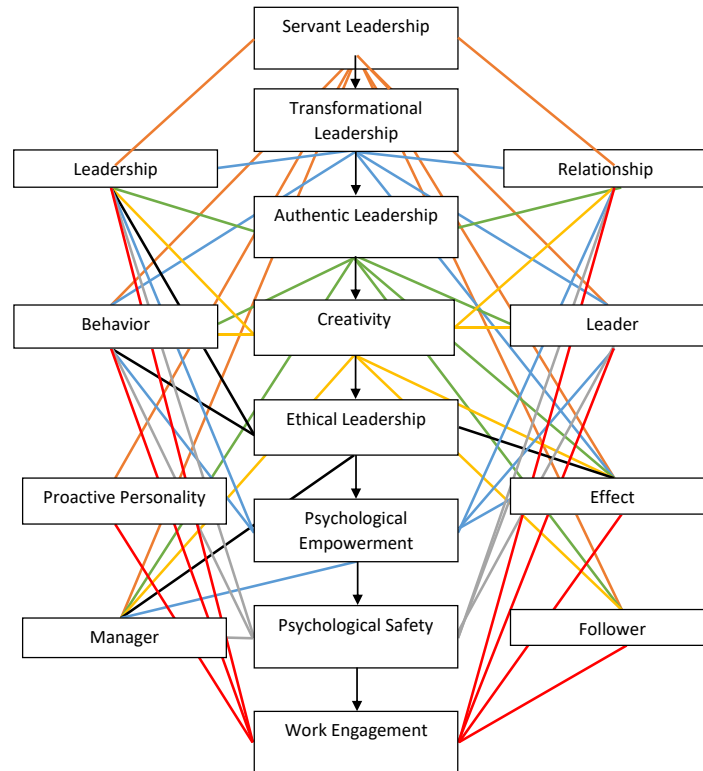 Servant Leadership
Transformational
Leadership
Leadership
Relationship
Authentic Leadership
Behavior
Creativity
Leader
Ethical Leadership
Proactive Personality
Effect
Psychological
Empowerment
Manager
Psychological Safety
Follower
Work Engagement